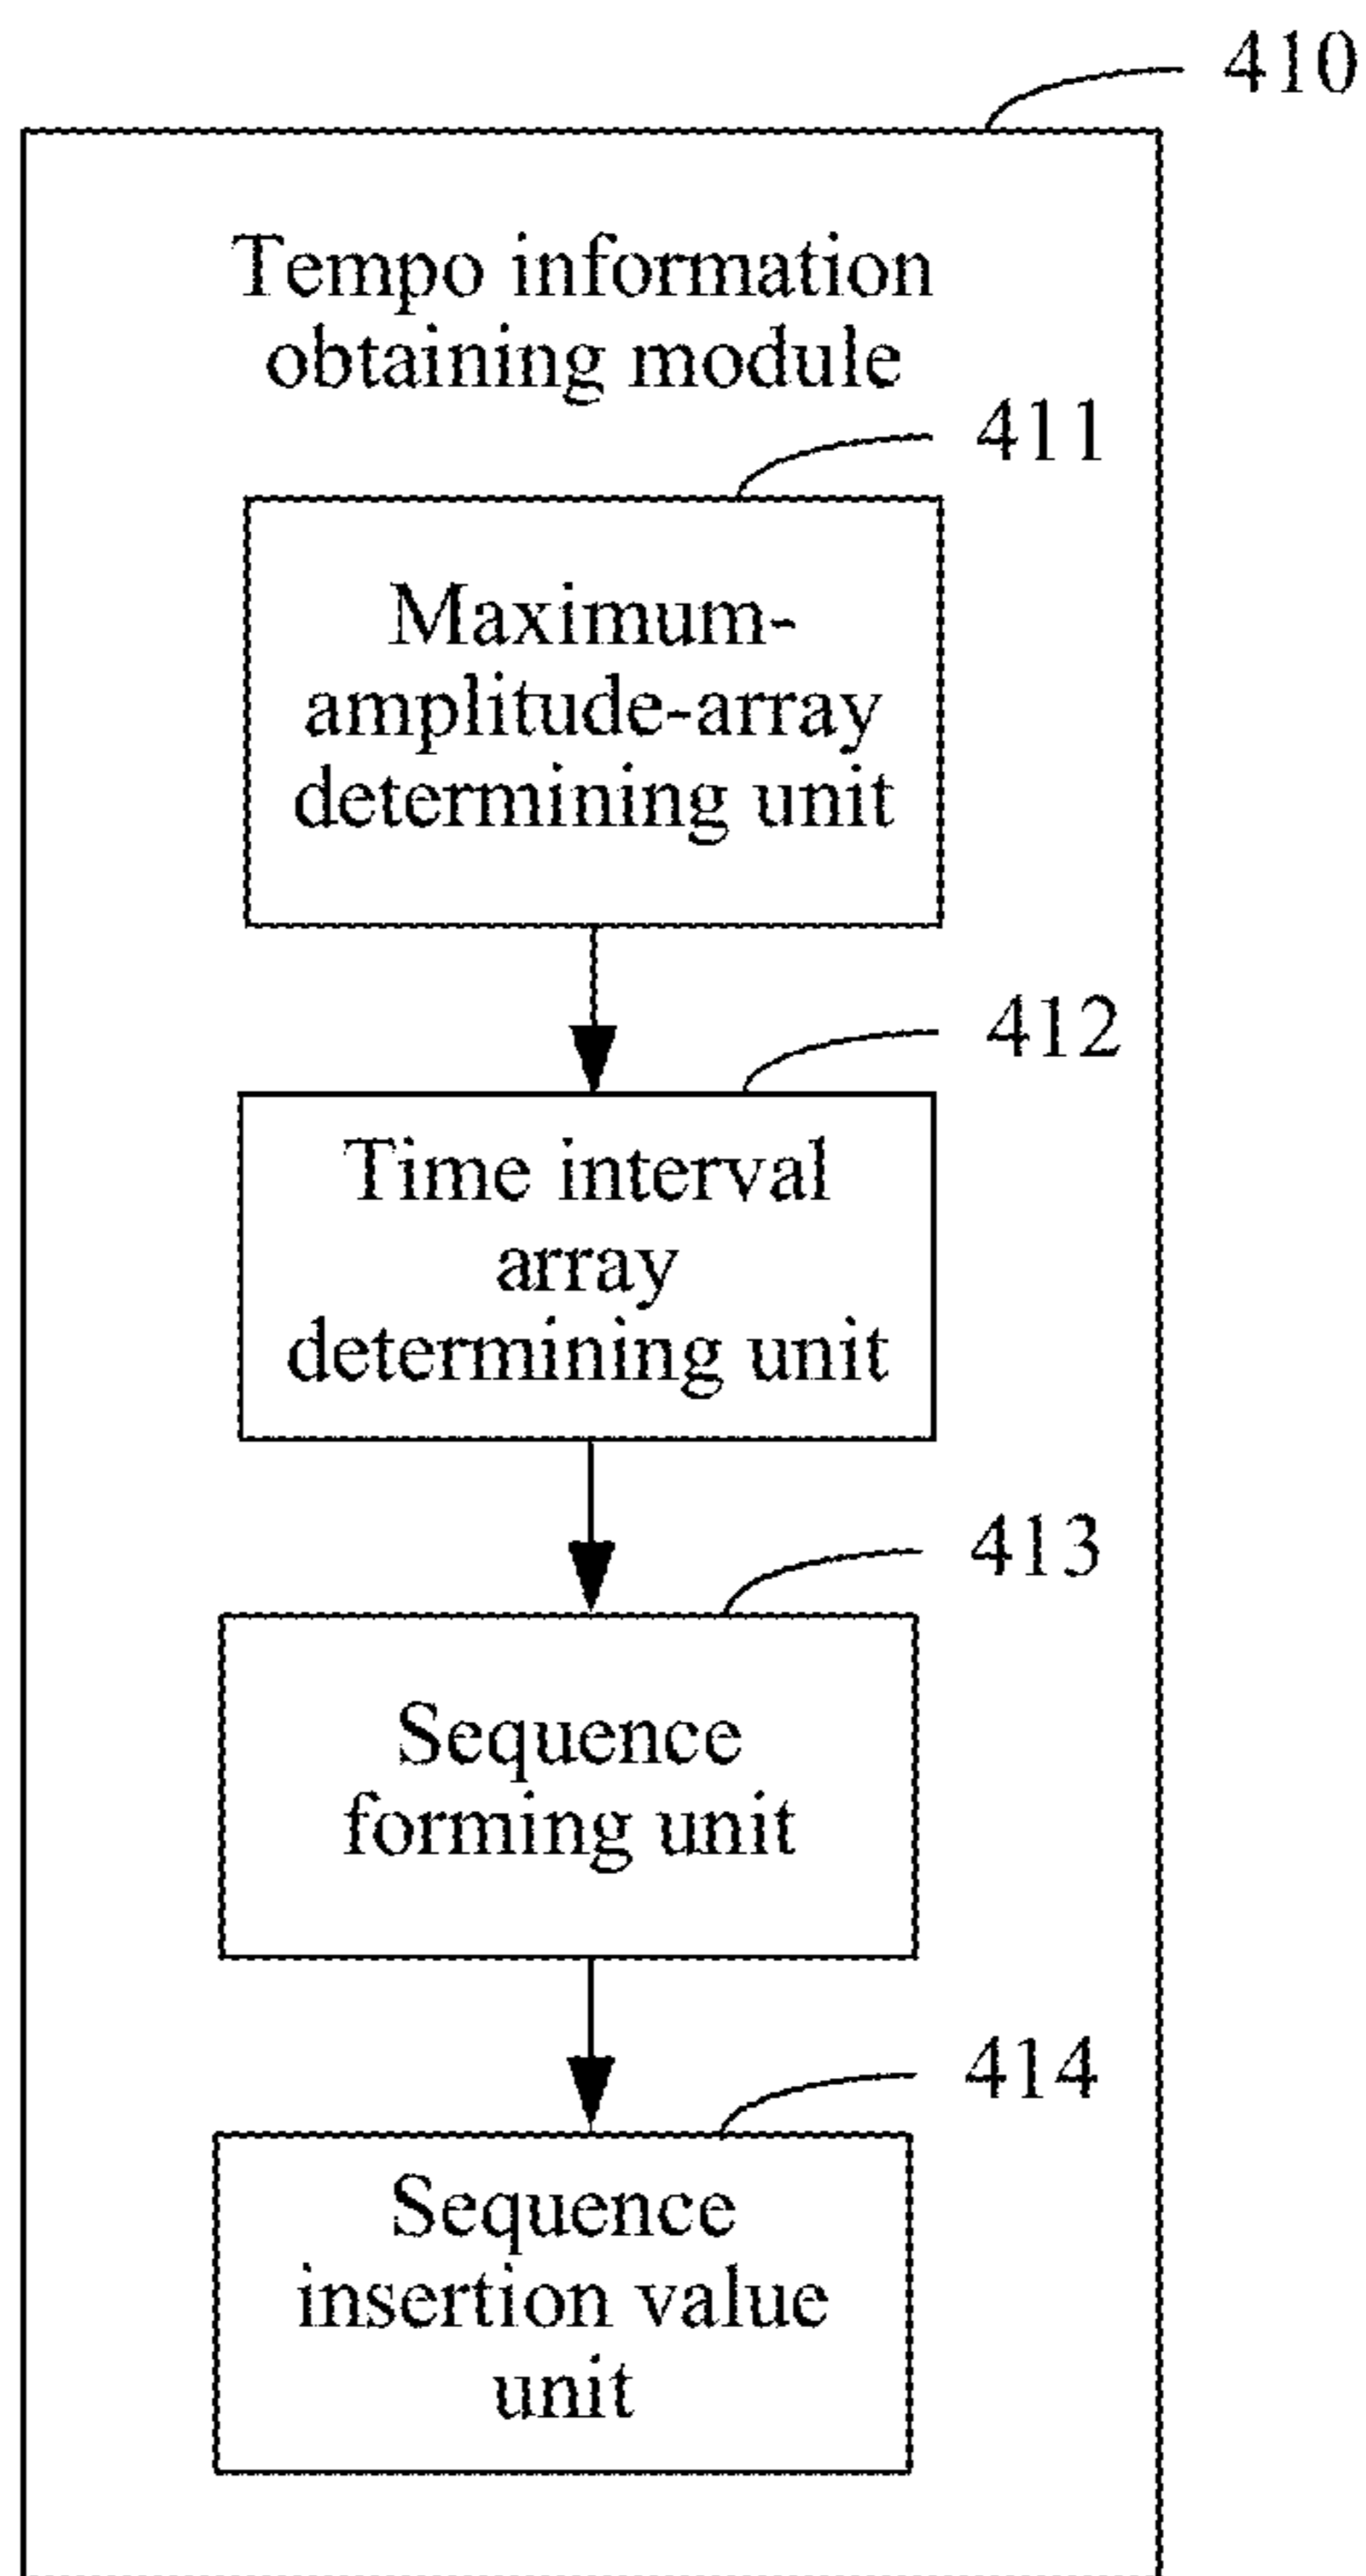 410
Tempo information
obtaining module
411
Maximum-
amplitude-array
determining unit
412
Time interval
array
determining unit
413
Sequence
forming unit
414
Sequence
insertion value
unit